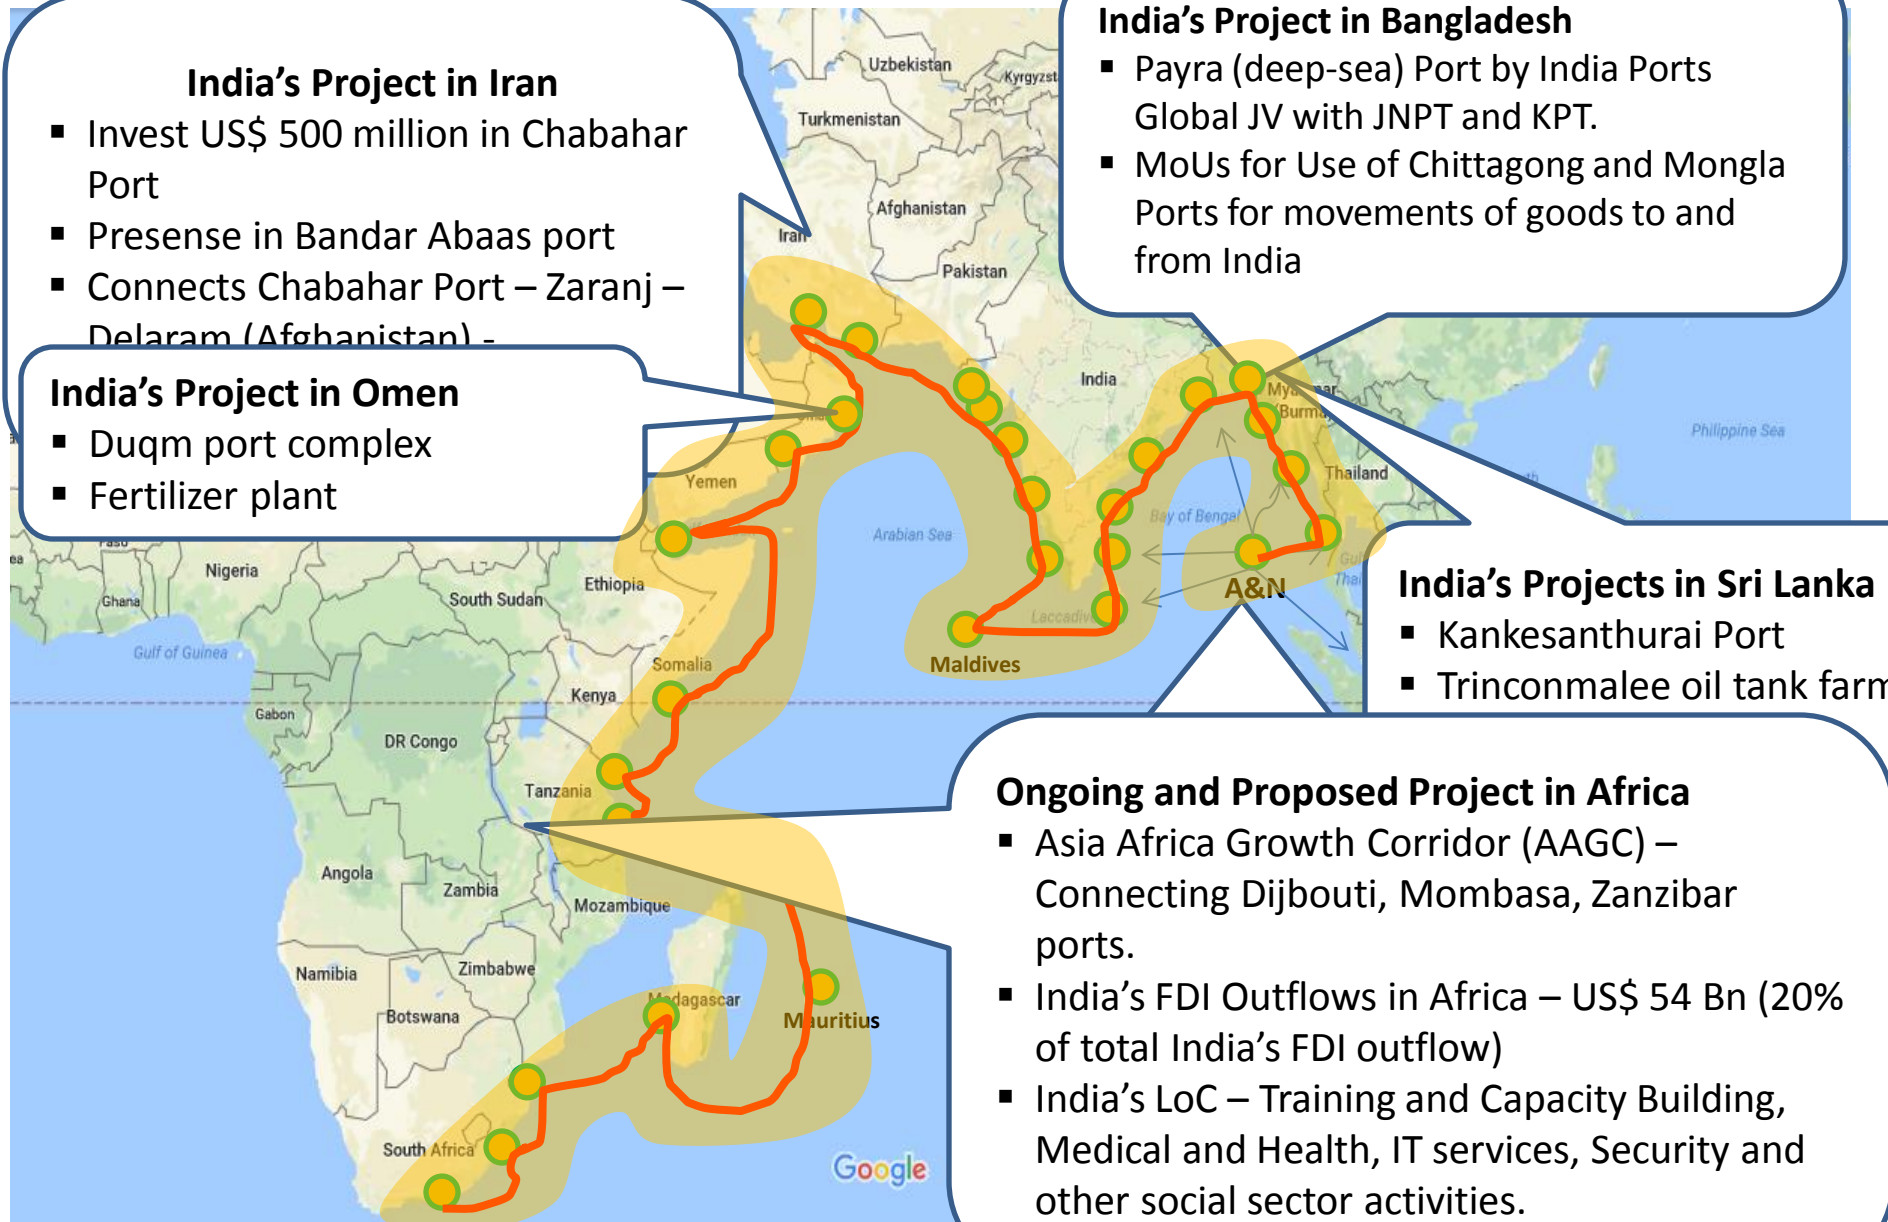 India's Project in Iran
▪ Invest US$ 500 million in Chabahar
Port
▪ Presense in Bandar Abaas port
▪ Connects Chabahar Port – Zaranj –
Delaram (Afghanistan) -
India's Project in Omen
▪ Duqm port complex
▪ Fertilizer plant
India's Project in Bangladesh
▪ Payra (deep-sea) Port by India Ports
Global JV with JNPT and KPT.
▪ MoUs for Use of Chittagong and Mongla
Ports for movements of goods to and
from India
India's Projects in Sri Lanka
▪ Kankesanthurai Port
▪ Trinconmalee oil tank farm
Ongoing and Proposed Project in Africa
▪ Asia Africa Growth Corridor (AAGC) –
Connecting Dijbouti, Mombasa, Zanzibar
ports.
▪ India's FDI Outflows in Africa – US$ 54 Bn (20%
of total India's FDI outflow)
▪ India's LoC – Training and Capacity Building,
Medical and Health, IT services, Security and
other social sector activities.
Uzbekistan
Kyrgyzst
Turkmenistan
Afghanistan
Iran
Pakistan
India
Myanmar
(Burma)
Thailand
Philippine Sea
Yemen
Arabian Sea
Bay of Bengal
A&N
Laccadiv
Maldives
Nigeria
Ghana
South Sudan
Ethiopia
Gulf of Guinea
Somalia
Kenya
Gabon
DR Congo
Tanzania
Angola
Zambia
Mozambique
Namibia
Zimbabwe
Botswana
Madagascar
Mauritius
South Africa
Google